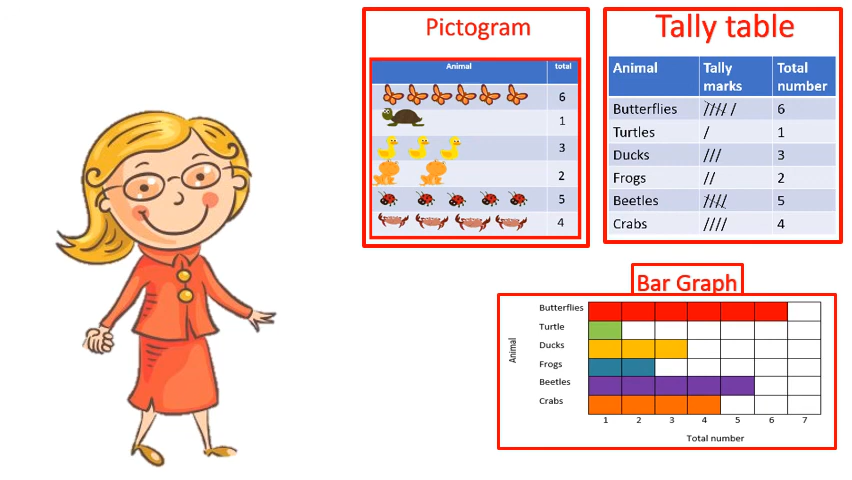 Pictogram
Animal total
6
1
3
2
5
4
Tally table
Animal Tally marks Total number
Butterflies 6
Turtles 1
Ducks 3
Frogs 2
Beetles 5
Crabs 4
Bar Graph
Animal
Butterflies
Turtle
Ducks
Frogs
Beetles
Crabs
1 2 3 4 5 6 7
Total number